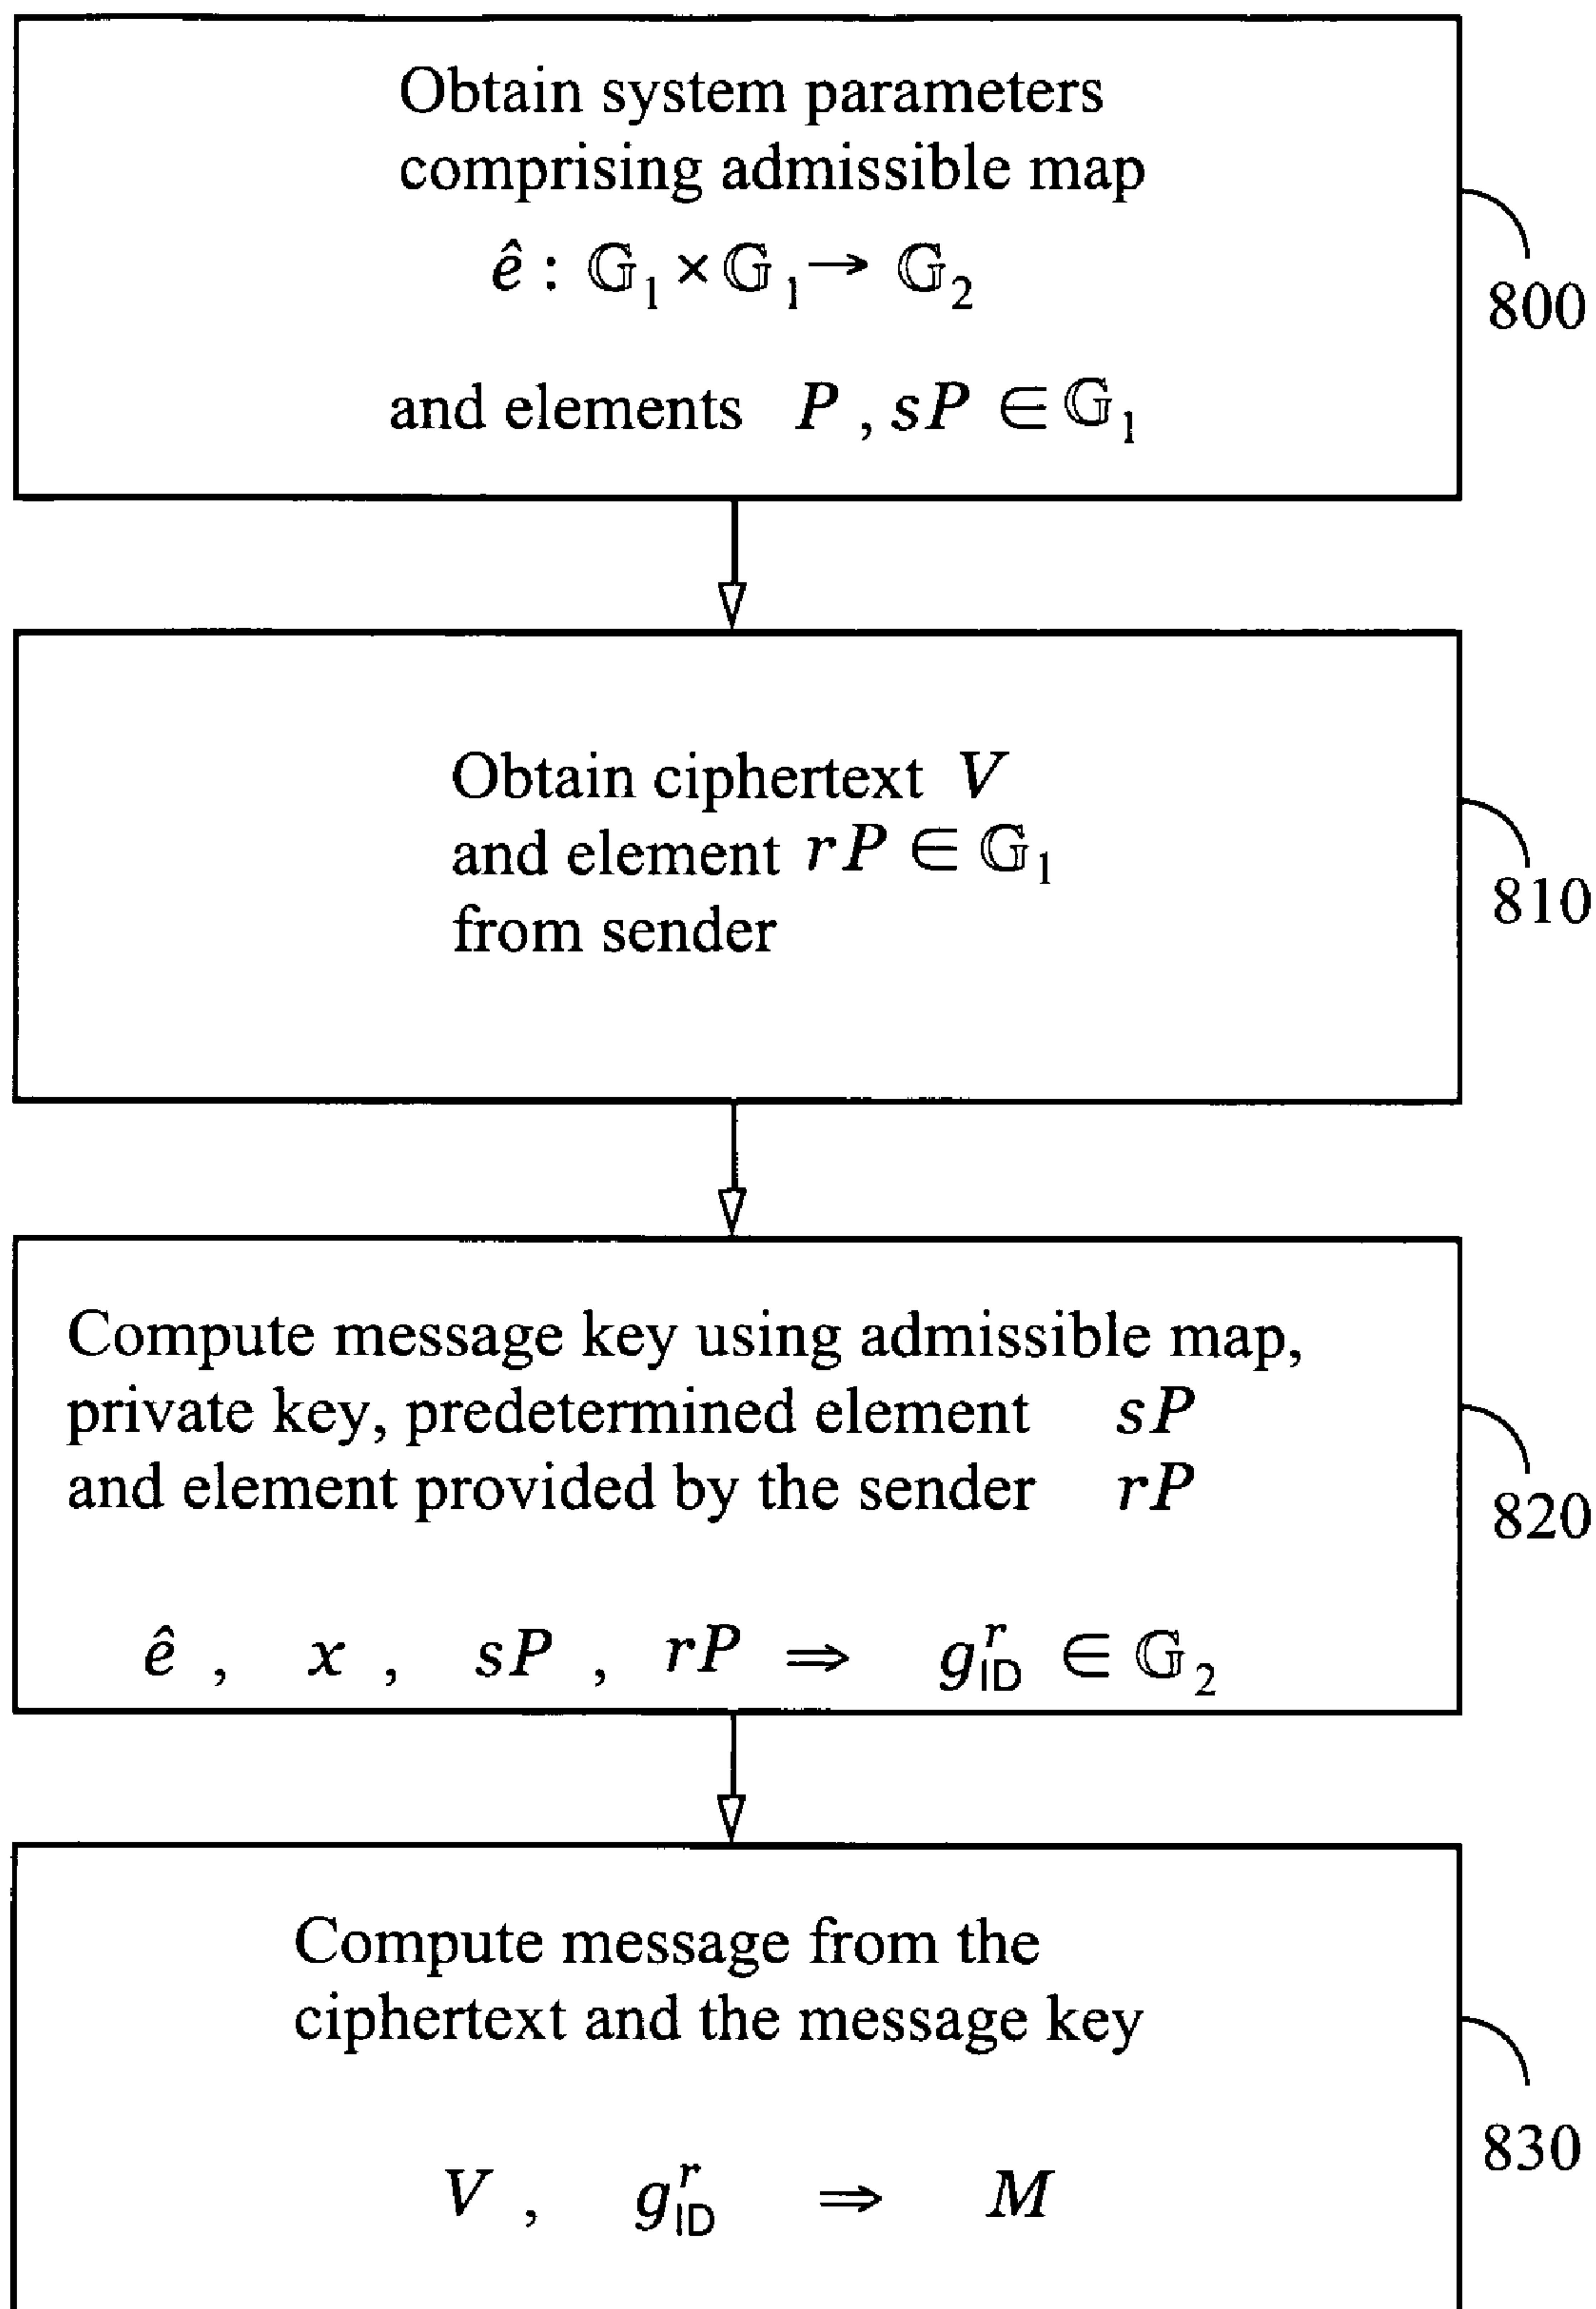 Obtain system parameters
comprising admissible map
ê : 𝔾₁ × 𝔾₁ → 𝔾₂
and elements P , sP ∈ 𝔾₁
800
Obtain ciphertext V
and element rP ∈ 𝔾₁
from sender
810
Compute message key using admissible map,
private key, predetermined element sP
and element provided by the sender rP
ê , x , sP , rP ⇒ g_ID^r ∈ 𝔾₂
820
Compute message from the
ciphertext and the message key
V , g_ID^r ⇒ M
830